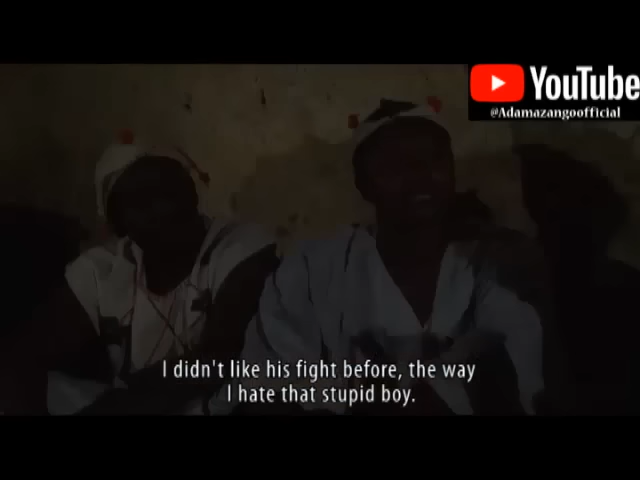 YouTube
@Adamazangoofficial
I didn't like his fight before, the way
I hate that stupid boy.